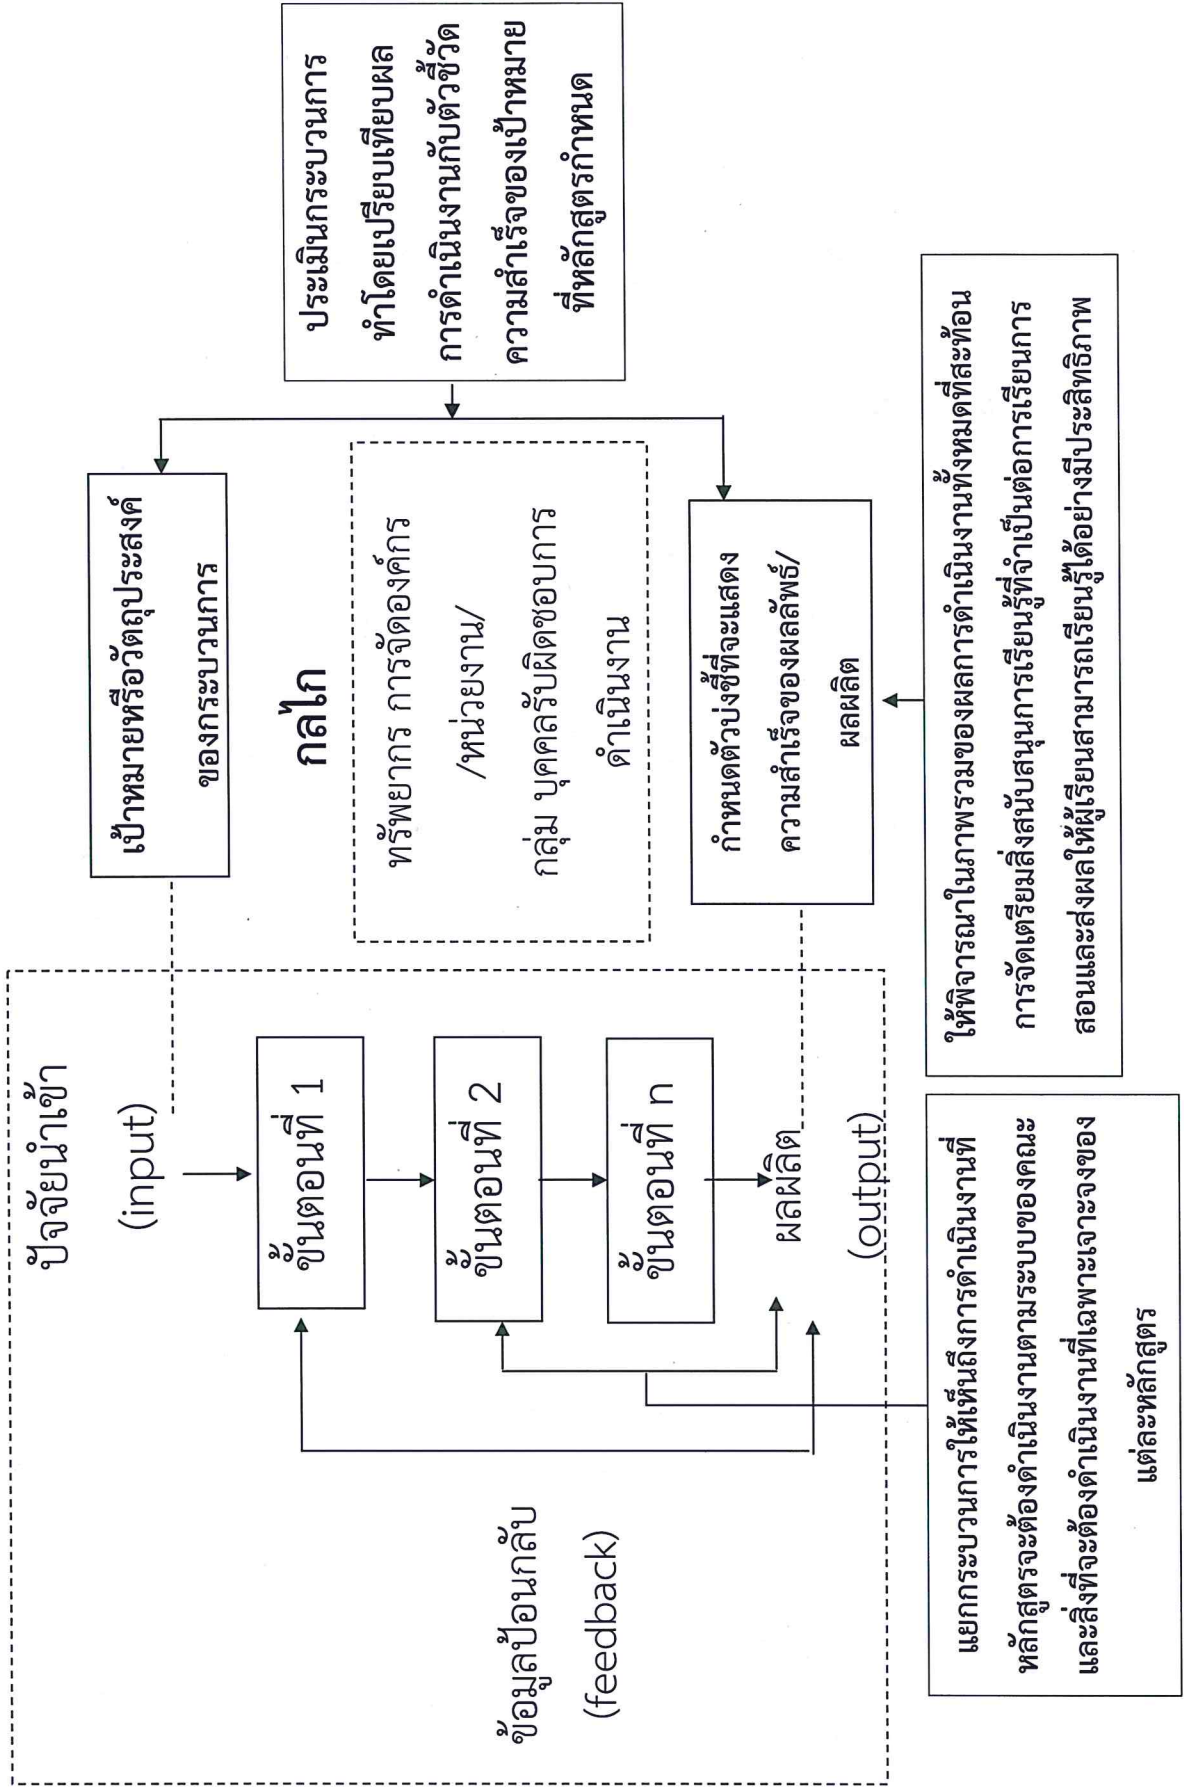 ปัจจัยนำเข้า
(input)
ขั้นตอนที่ 1
ขั้นตอนที่ 2
ขั้นตอนที่ n
ผลผลิต
(output)
ข้อมูลป้อนกลับ
(feedback)
เป้าหมายหรือวัตถุประสงค์
ของกระบวนการ
กลไก
ทรัพยากร การจัดองค์กร
/หน่วยงาน/
กลุ่ม บุคคลรับผิดชอบการ
ดำเนินงาน
กำหนดตัวบ่งชี้ที่จะแสดง
ความสำเร็จของผลลัพธ์/
ผลผลิต
ประเมินกระบวนการ
ทำโดยเปรียบเทียบผล
การดำเนินงานกับตัวชี้วัด
ความสำเร็จของเป้าหมาย
ที่หลักสูตรกำหนด
แยกกระบวนการให้เห็นถึงการดำเนินงานที่
หลักสูตรจะต้องดำเนินงานตามระบบของคณะ
และสิ่งที่จะต้องดำเนินงานที่เฉพาะเจาะจงของ
แต่ละหลักสูตร
ให้พิจารณาในภาพรวมของผลการดำเนินงานทั้งหมดที่สะท้อน
การจัดเตรียมสิ่งสนับสนุนการเรียนรู้ที่จำเป็นต่อการเรียนการ
สอนและส่งผลให้ผู้เรียนสามารถเรียนรู้ได้อย่างมีประสิทธิภาพ